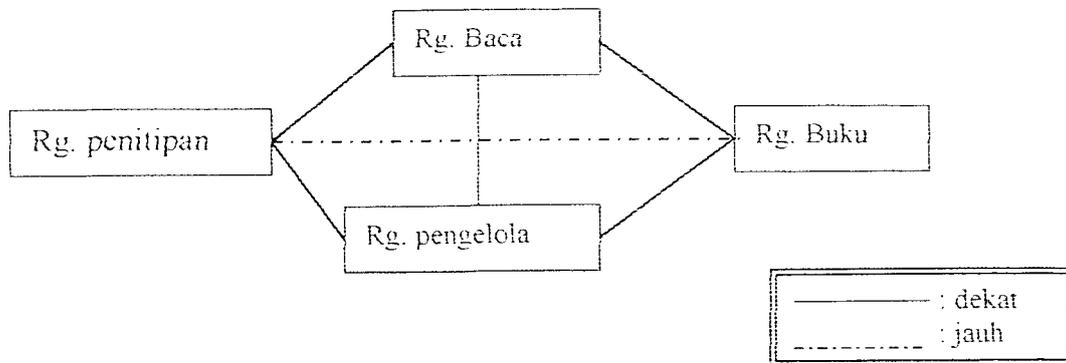 Rg. Baca
Rg. penitipan
Rg. Buku
Rg. pengelola
: dekat
: jauh